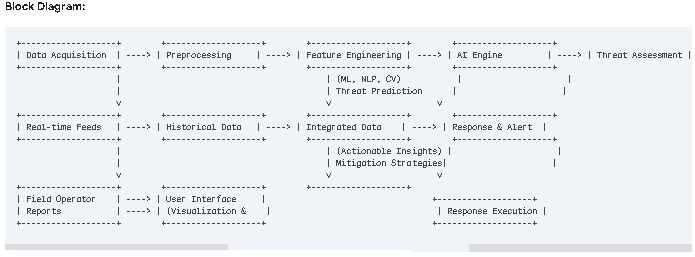 Block Diagram:
+-------------------+ +-------------------+ +-------------------+ +-------------------+
| Data Acquisition | ----> | Preprocessing ----> | Feature Engineering | ----> | AI Engine ----> | Threat Assessment |
+-------------------+ +-------------------+ +-------------------+ +-------------------+
| | (ML, NLP, CV) | |
| | Threat Prediction | |
v v v
+-------------------+ +-------------------+ +-------------------+ +-------------------+
| Real-time Feeds | ----> | Historical Data ----> | Integrated Data ----> | Response & Alert |
+-------------------+ +-------------------+ +-------------------+ +-------------------+
| | (Actionable Insights) | |
| | Mitigation Strategies| |
v v v
+-------------------+ +-------------------+ +-------------------+
| Field Operator | ----> | User Interface | +-------------------+
| Reports | ----> | (Visualization & | | Response Execution |
+-------------------+ +-------------------+ +-------------------+